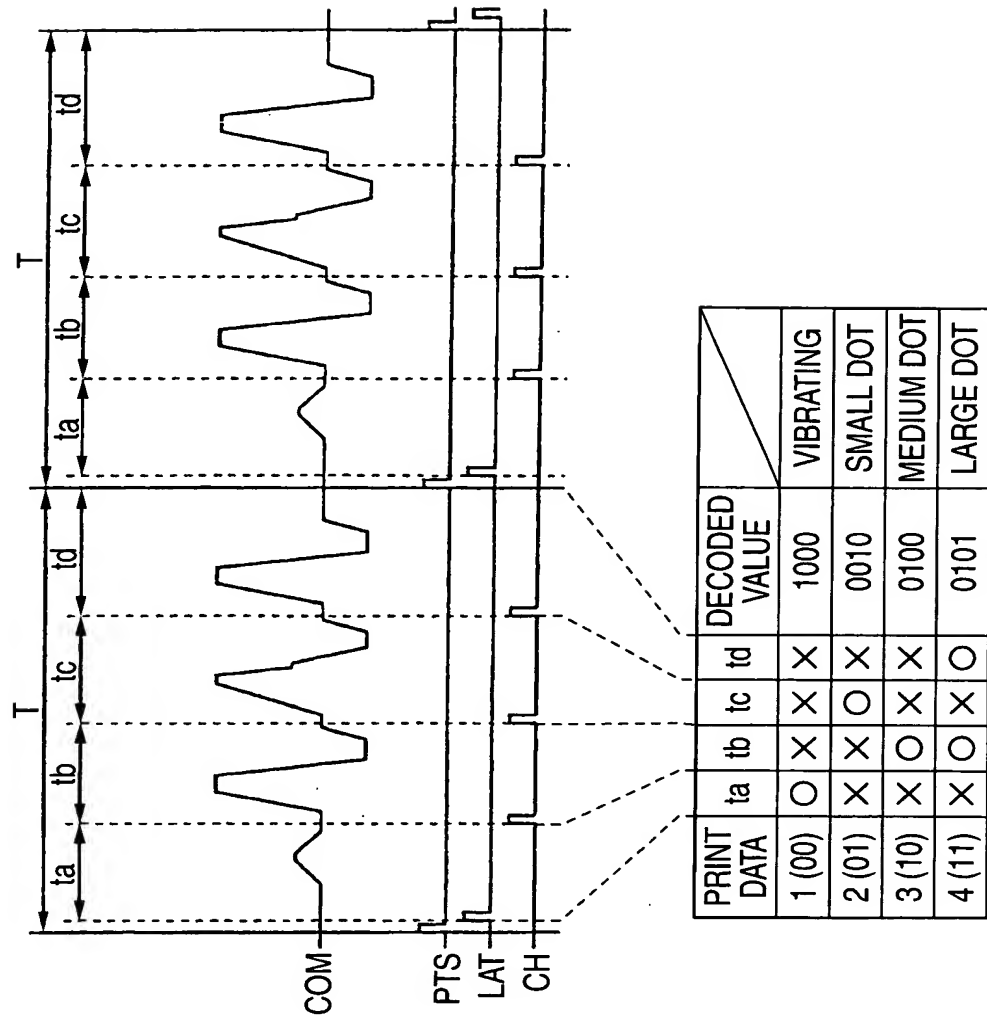 T T
ta tb tc td ta tb tc td
COM
PTS
LAT
CH
PRINT DATA ta tb tc td DECODED VALUE
1 (00) O X X X 1000 VIBRATING
2 (01) X X O X 0010 SMALL DOT
3 (10) X O X X 0100 MEDIUM DOT
4 (11) X O X O 0101 LARGE DOT